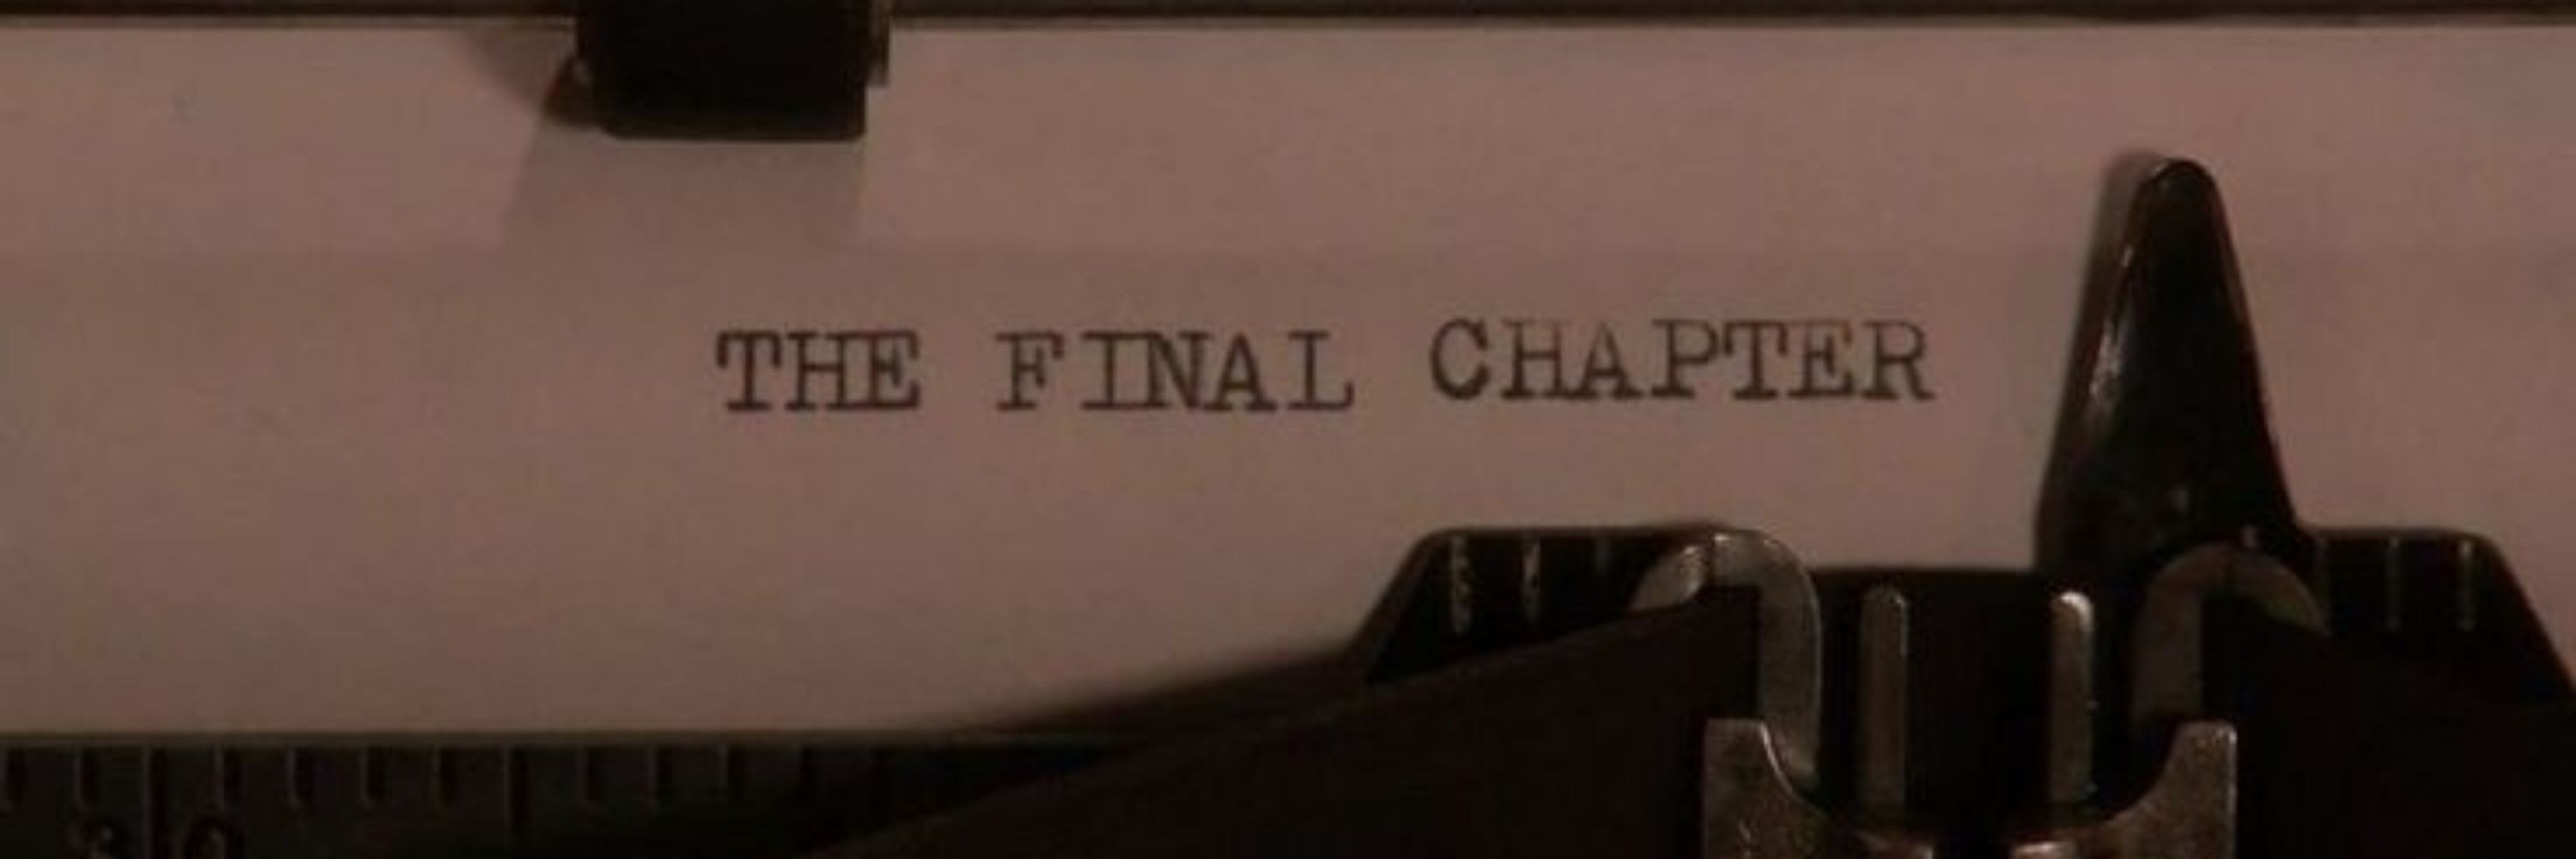 THE FINAL CHAPTER